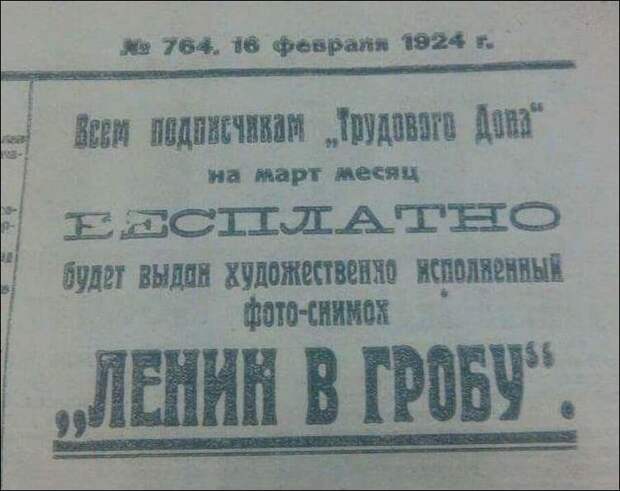 № 764. 16 февраля 1924 г.
Всем подписчикам „Трудового Дона“
на март месяц
БЕСПЛАТНО
будет выдан художественно исполненный
фото-снимок
„ЛЕНИН В ГРОБУ“.